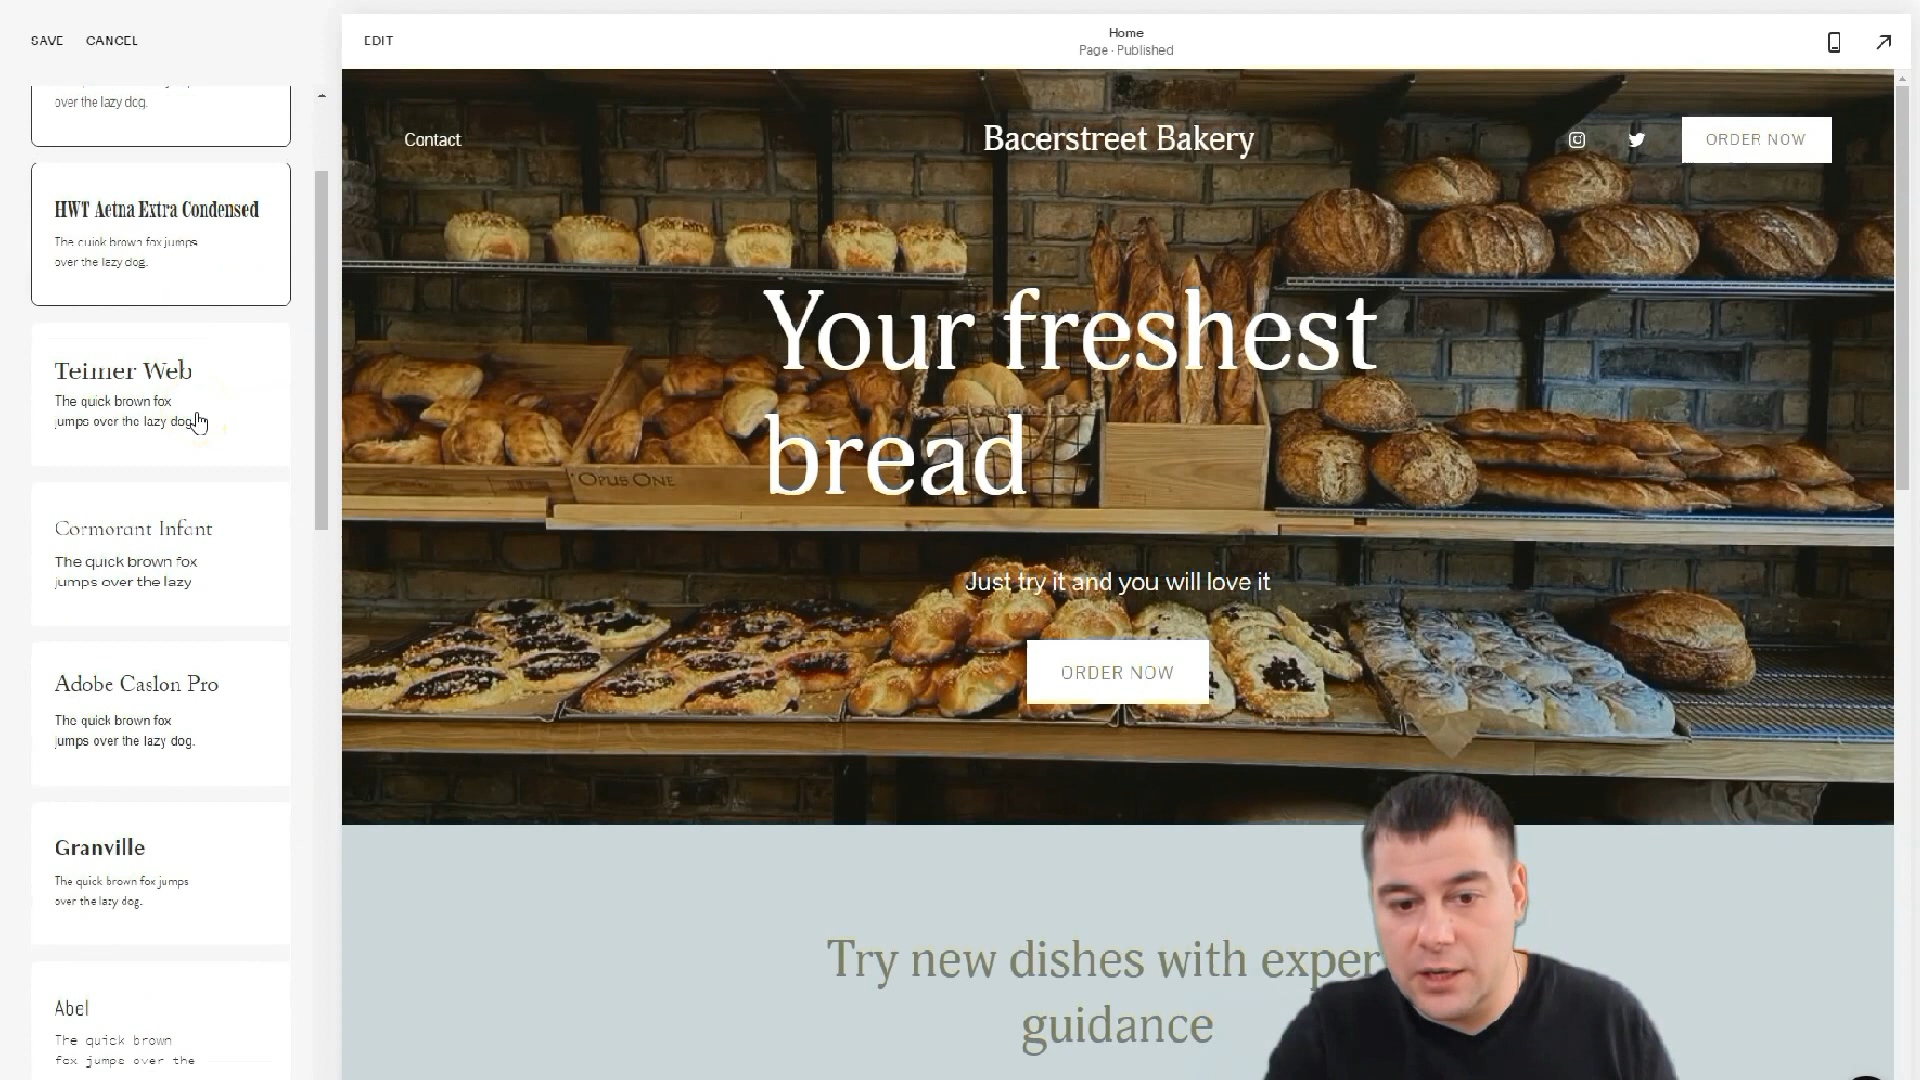 SAVE CANCEL
over the lazy dog.
HWT Aetna Extra Condensed
The quick brown fox jumps
over the lazy dog.
Teimer Web
The quick brown fox
jumps over the lazy dog.
Cormorant Infant
The quick brown fox
jumps over the lazy
Adobe Caslon Pro
The quick brown fox
jumps over the lazy dog.
Granville
The quick brown fox jumps
over the lazy dog.
Abel
The quick brown
fox jumps over the
EDIT
Home
Page · Published
Contact
Bacerstreet Bakery
ORDER NOW
Your freshest
bread
OPUS ONE
Just try it and you will love it
ORDER NOW
Try new dishes with exper
guidance